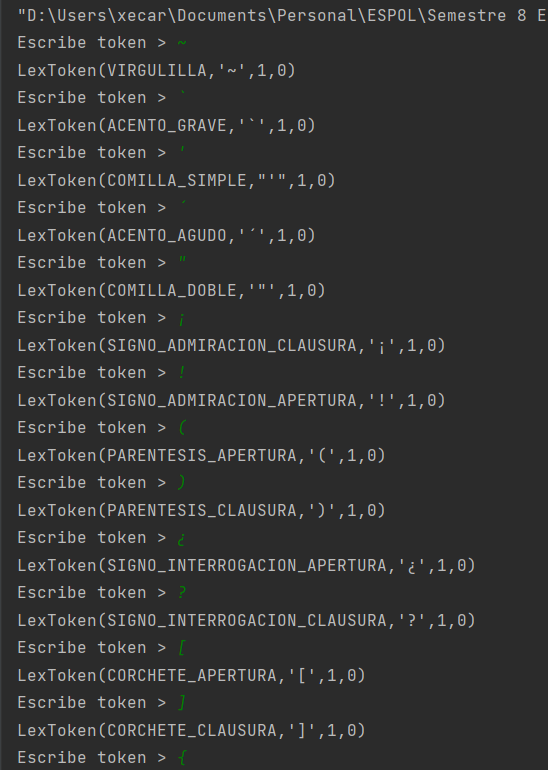 "D:\Users\xecar\Documents\Personal\ESPOL\Semestre 8 E
Escribe token > ~
LexToken(VIRGULILLA,'~',1,0)
Escribe token > `
LexToken(ACENTO_GRAVE,'`',1,0)
Escribe token > '
LexToken(COMILLA_SIMPLE,"'",1,0)
Escribe token > ´
LexToken(ACENTO_AGUDO,'´',1,0)
Escribe token > "
LexToken(COMILLA_DOBLE,'"',1,0)
Escribe token > ¡
LexToken(SIGNO_ADMIRACION_CLAUSURA,'¡',1,0)
Escribe token > !
LexToken(SIGNO_ADMIRACION_APERTURA,'!',1,0)
Escribe token > (
LexToken(PARENTESIS_APERTURA,'(',1,0)
Escribe token > )
LexToken(PARENTESIS_CLAUSURA,')',1,0)
Escribe token > ¿
LexToken(SIGNO_INTERROGACION_APERTURA,'¿',1,0)
Escribe token > ?
LexToken(SIGNO_INTERROGACION_CLAUSURA,'?',1,0)
Escribe token > [
LexToken(CORCHETE_APERTURA,'[',1,0)
Escribe token > ]
LexToken(CORCHETE_CLAUSURA,']',1,0)
Escribe token > {